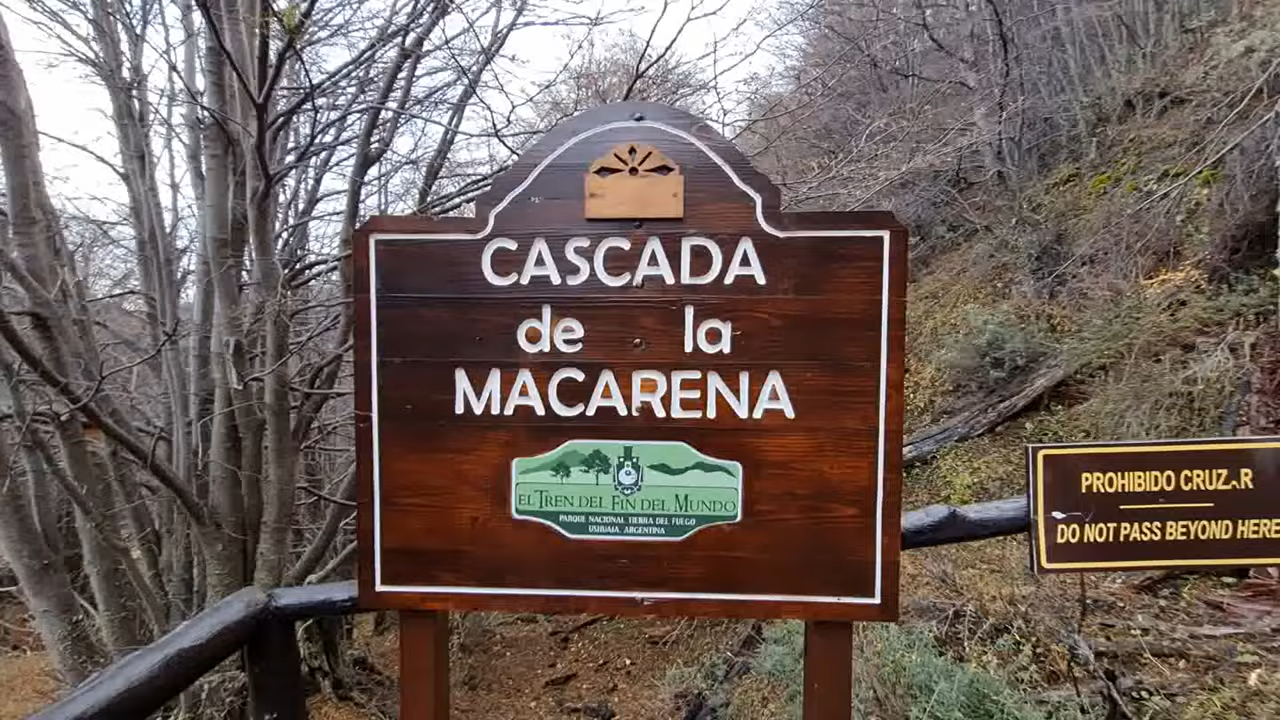 CASCADA
de la
MACARENA
EL TREN DEL FIN DEL MUNDO
PARQUE NACIONAL TIERRA DEL FUEGO
USHUAIA, ARGENTINA
PROHIBIDO
DO NOT PASS BEYOND HERE